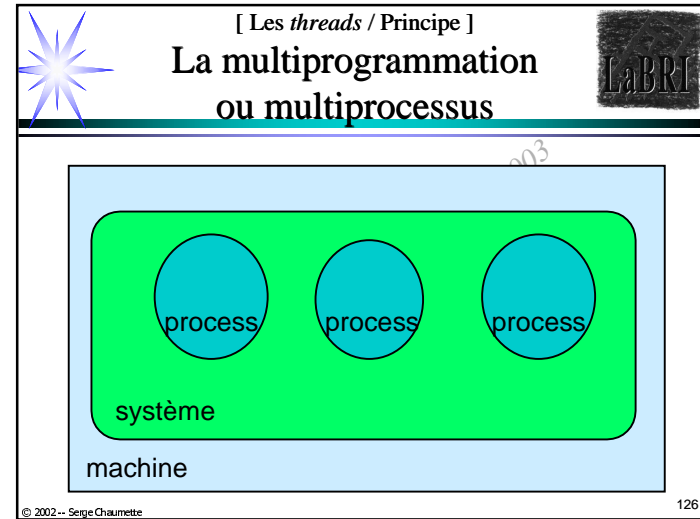 [ Les threads / Principe ]
La multiprogrammation
ou multiprocessus
LaBRI
process
process
process
système
machine
© 2002 -- Serge Chaumette
126